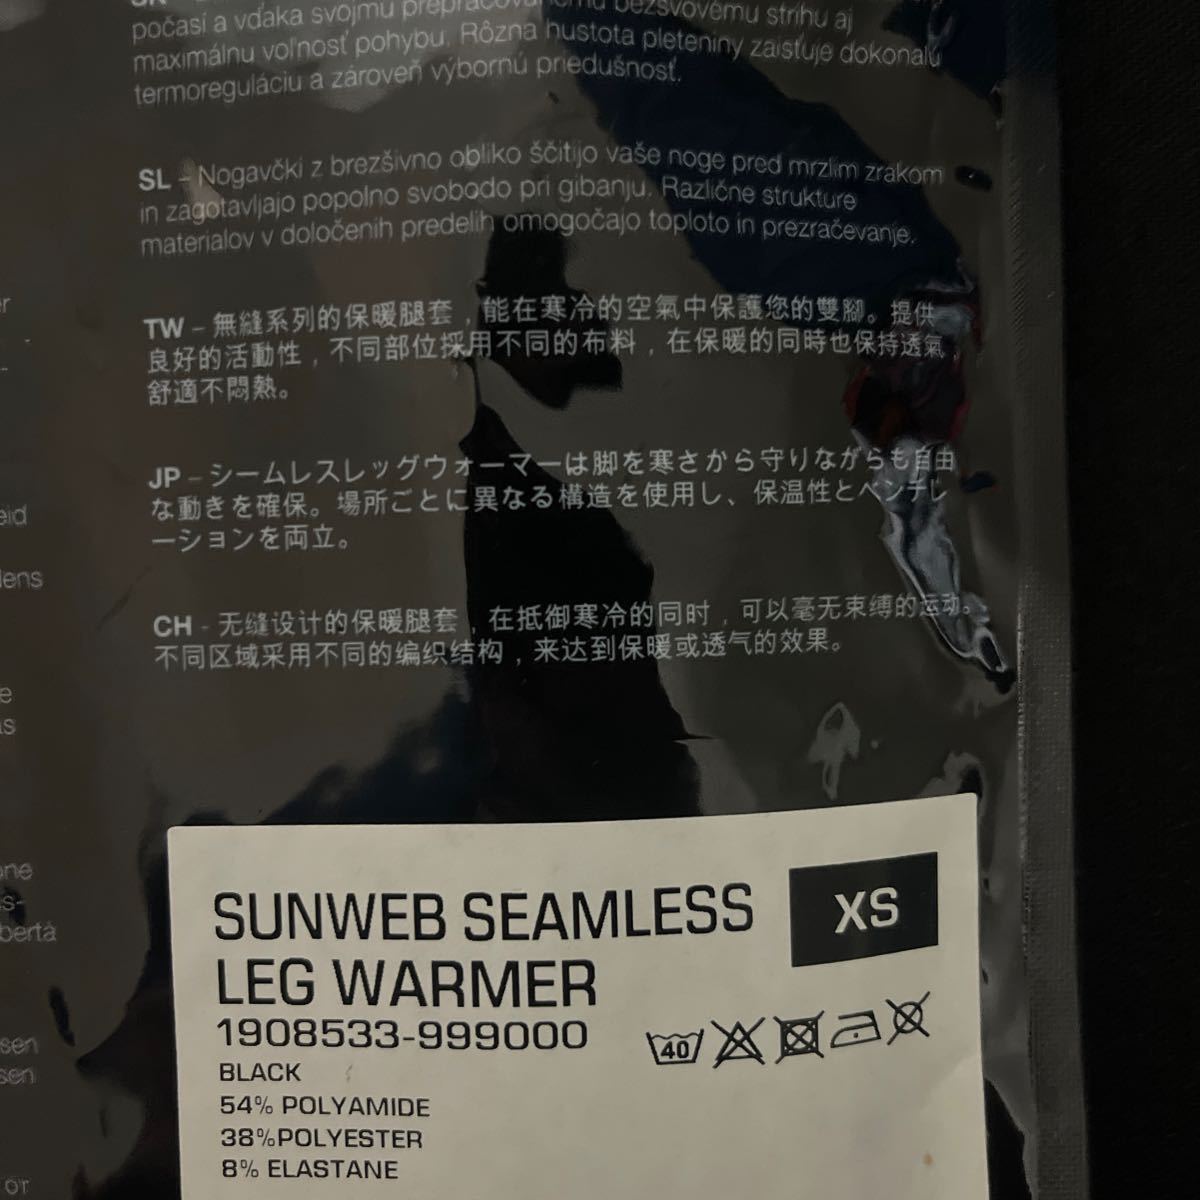 počasí a vďaka svojmu prepracovanému bezšvovému strihu aj
maximálnu voľnosť pohybu. Rôzna hustota pleteniny zaisťuje dokonalú
termoreguláciu a zároveň výbornú priedušnosť.
SL – Nogavčki z brezšivno obliko ščitijo vaše noge pred mrzlim zrakom
in zagotavljajo popolno svobodo pri gibanju. Različne strukture
materialov v določenih predelih omogočajo toploto in prezračevanje.
TW – 無縫系列的保暖腿套，能在寒冷的空氣中保護您的雙腳。提供
良好的活動性，不同部位採用不同的布料，在保暖的同時也保持透氣
舒適不悶熱。
JP – シームレスレッグウォーマーは脚を寒さから守りながらも自由
な動きを確保。場所ごとに異なる構造を使用し、保温性とベンチレ
ーションを両立。
CH - 无缝设计的保暖腿套，在抵御寒冷的同时，可以毫无束缚的运动。
不同区域采用不同的编织结构，来达到保暖或透气的效果。
lens
bertà
sen
or
SUNWEB SEAMLESS
LEG WARMER
XS
1908533-999000
40
BLACK
54% POLYAMIDE
38%POLYESTER
8% ELASTANE